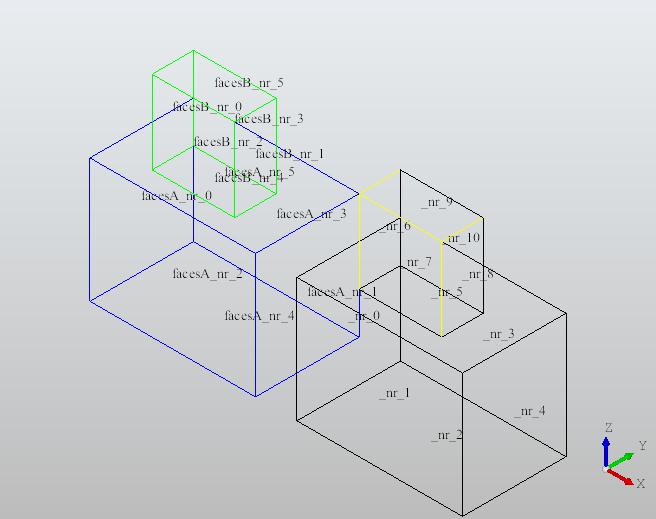 facesB_nr_5
facesB_nr_0
facesB_nr_3
facesB_nr_2
facesB_nr_1
facesA_nr_5
facesB_nr_4
facesA_nr_0
facesA_nr_3
_nr_9
_nr_6
_nr_10
_nr_7
facesA_nr_2
_nr_8
facesA_nr_1
_nr_5
facesA_nr_4
_nr_0
_nr_3
_nr_1
_nr_4
_nr_2
Z
Y
X